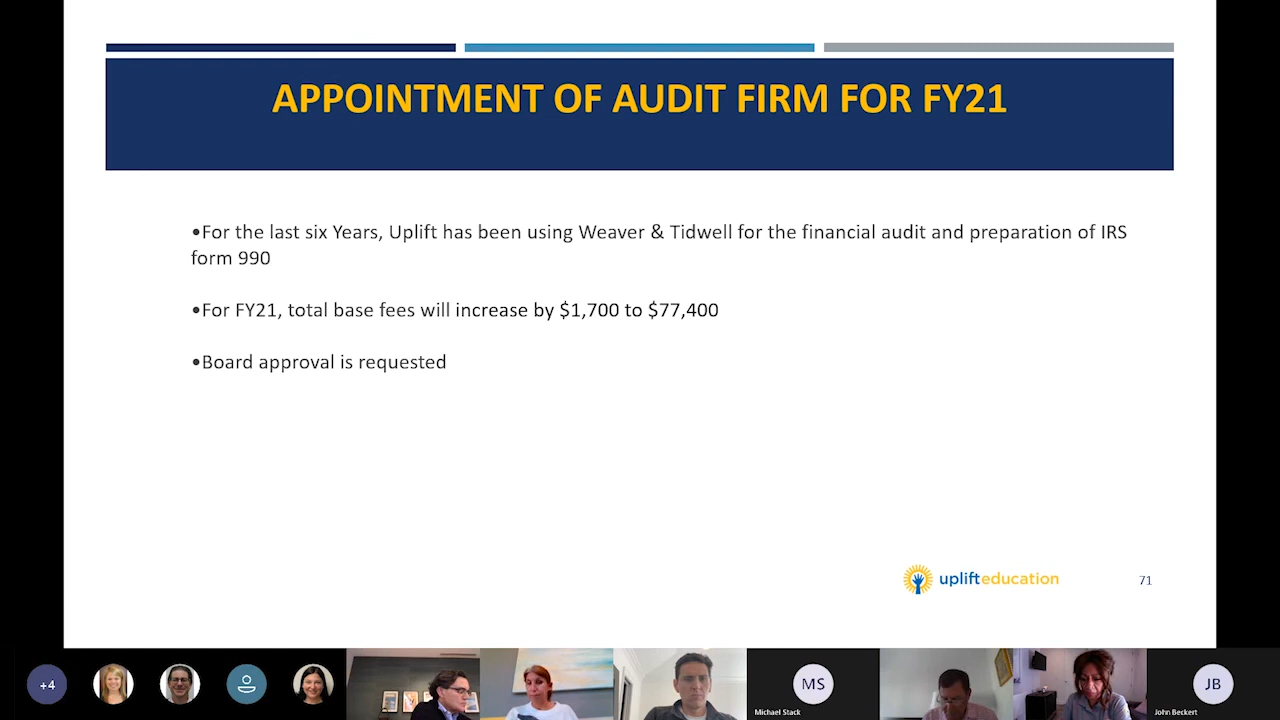 APPOINTMENT OF AUDIT FIRM FOR FY21
•For the last six Years, Uplift has been using Weaver & Tidwell for the financial audit and preparation of IRS
form 990
•For FY21, total base fees will increase by $1,700 to $77,400
•Board approval is requested
uplift education
71
+4
MS
Michael Stack
JB
John Beckert